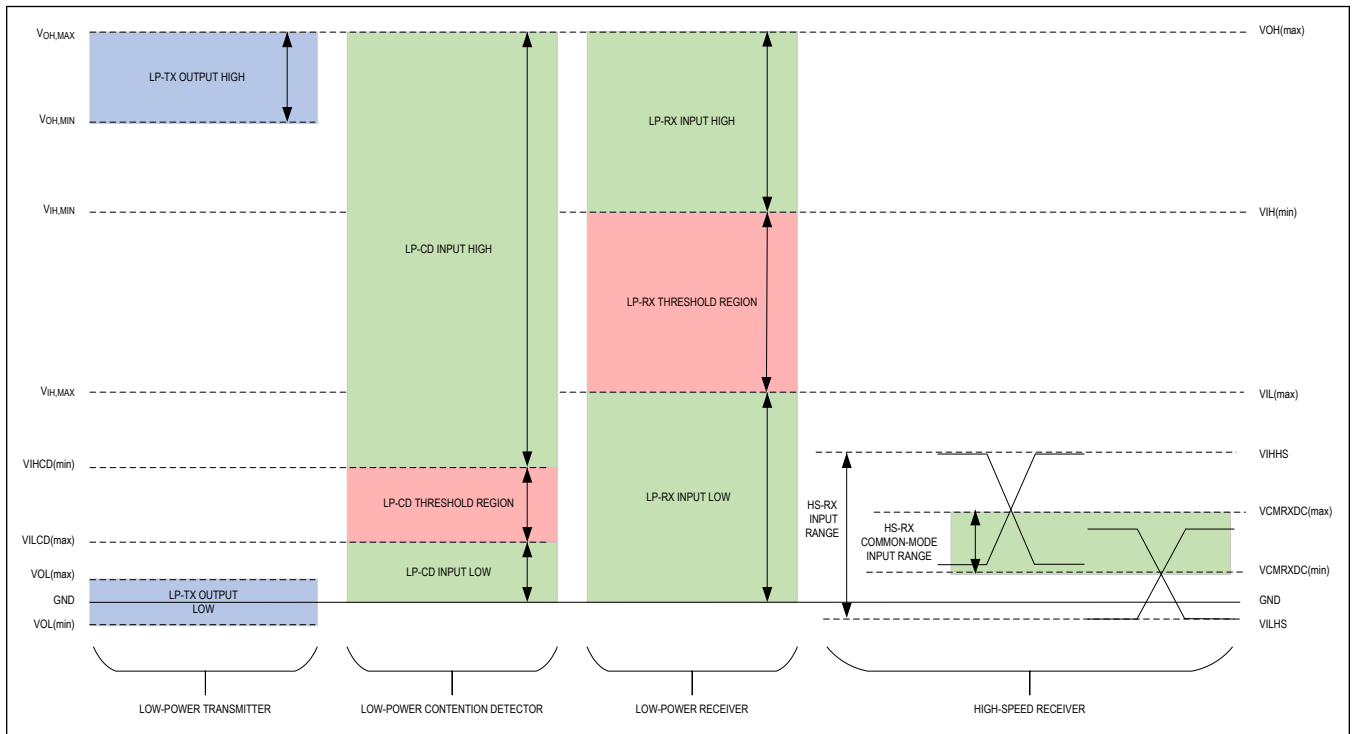 VOH,MAX
VOH(max)
LP-TX OUTPUT HIGH
VOH,MIN
LP-RX INPUT HIGH
VIH,MIN
VIH(min)
LP-CD INPUT HIGH
LP-RX THRESHOLD REGION
VIH,MAX
VIL(max)
VIHCD(min)
VIHHS
LP-CD THRESHOLD REGION
LP-RX INPUT LOW
HS-RX
INPUT
RANGE
VCMRXDC(max)
HS-RX
COMMON-MODE
INPUT RANGE
VILCD(max)
LP-CD INPUT LOW
VCMRXDC(min)
VOL(max)
LP-TX OUTPUT
LOW
GND
GND
VOL(min)
VILHS
LOW-POWER TRANSMITTER
LOW-POWER CONTENTION DETECTOR
LOW-POWER RECEIVER
HIGH-SPEED RECEIVER